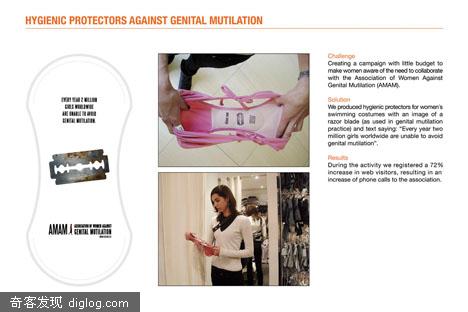 HYGIENIC PROTECTORS AGAINST GENITAL MUTILATION
EVERY YEAR 2 MILLION
GIRLS WORLDWIDE
ARE UNABLE TO AVOID
GENITAL MUTILATION.
AMAM
ASSOCIATION OF WOMEN AGAINST
GENITAL MUTILATION
Challenge
Creating a campaign with little budget to
make women aware of the need to collaborate
with the Association of Women Against
Genital Mutilation (AMAM).
Solution
We produced hygienic protectors for women's
swimming costumes with an image of a
razor blade (as used in genital mutilation
practice) and text saying: "Every year two
million girls worldwide are unable to avoid
genital mutilation".
Results
During the activity we registered a 72%
increase in web visitors, resulting in an
increase of phone calls to the association.
奇客发现 diglog.com